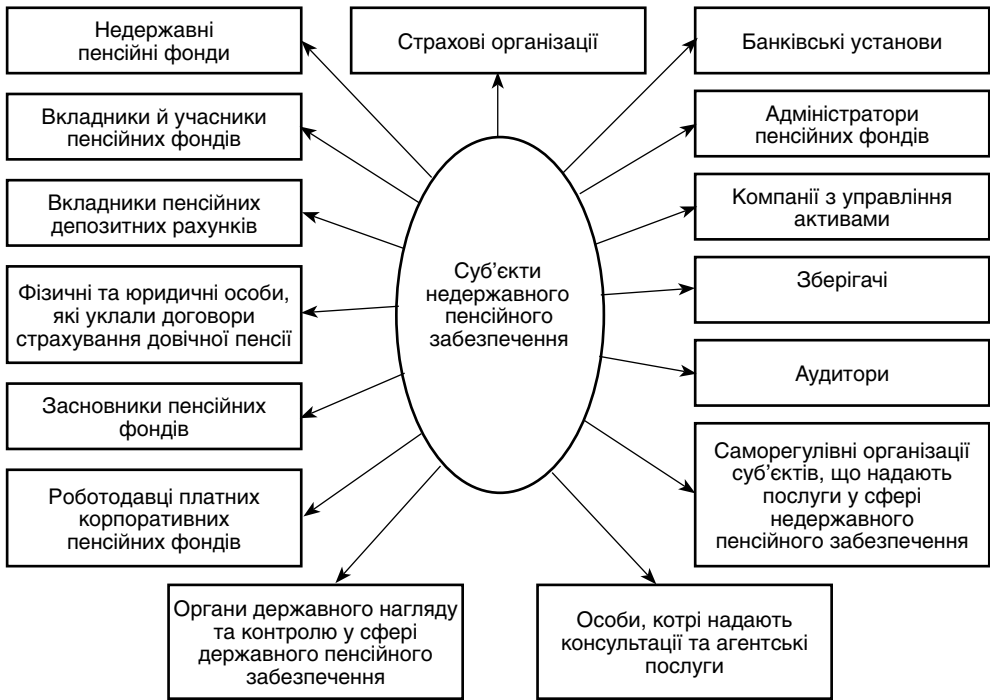 Недержавні
пенсійні фонди
Страхові організації
Банківські установи
Вкладники й учасники
пенсійних фондів
Адміністратори
пенсійних фондів
Вкладники пенсійних
депозитних рахунків
Компанії з управління
активами
Суб’єкти
недержавного
пенсійного
забезпечення
Фізичні та юридичні особи,
які уклали договори
страхування довічної пенсії
Зберігачі
Засновники пенсійних
фондів
Аудитори
Роботодавці платних
корпоративних
пенсійних фондів
Саморегулівні організації
суб’єктів, що надають
послуги у сфері
недержавного
пенсійного забезпечення
Органи державного нагляду
та контролю у сфері
державного пенсійного
забезпечення
Особи, котрі надають
консультації та агентські
послуги